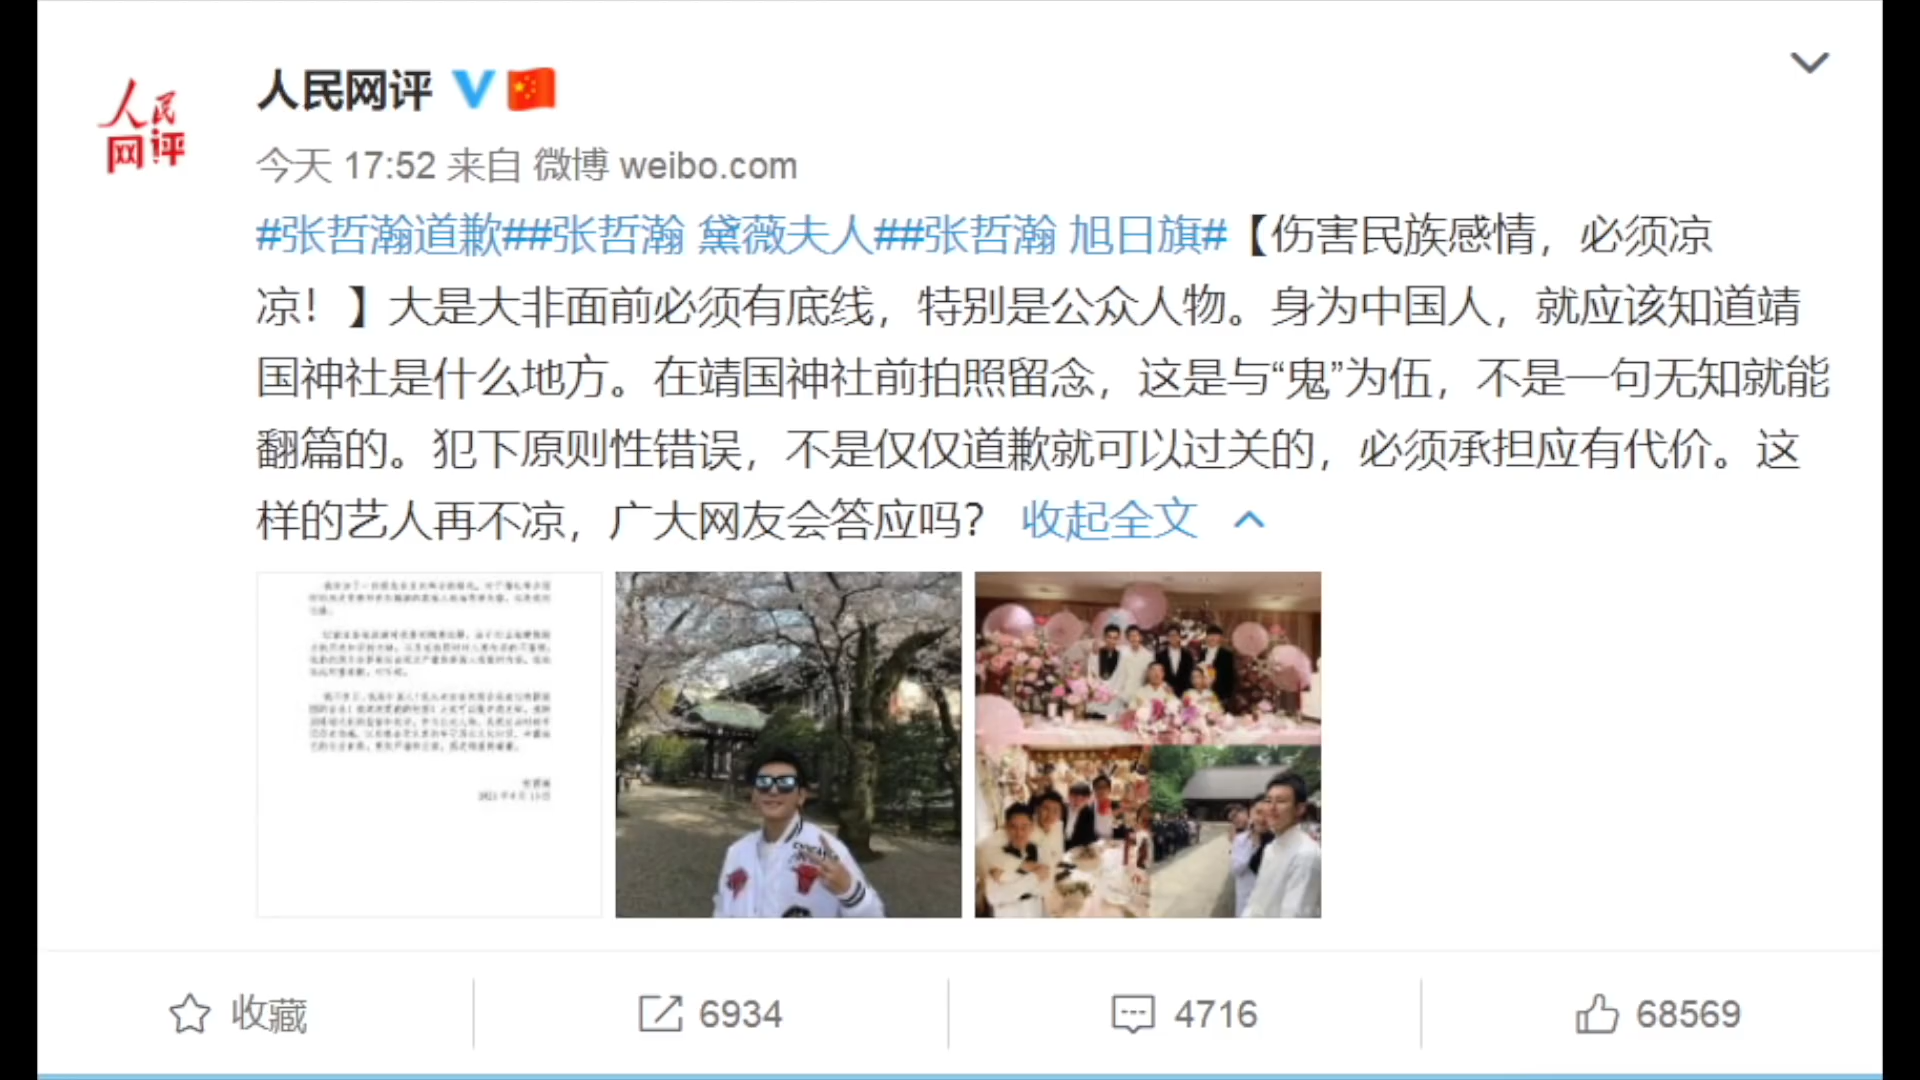 人民网评
人民网评
今天 17:52 来自 微博 weibo.com
#张哲瀚道歉##张哲瀚 黛薇夫人##张哲瀚 旭日旗#【伤害民族感情，必须凉
凉！】大是大非面前必须有底线，特别是公众人物。身为中国人，就应该知道靖
国神社是什么地方。在靖国神社前拍照留念，这是与“鬼”为伍，不是一句无知就能
翻篇的。犯下原则性错误，不是仅仅道歉就可以过关的，必须承担应有代价。这
样的艺人再不凉，广大网友会答应吗？ 收起全文
收藏
6934
4716
68569